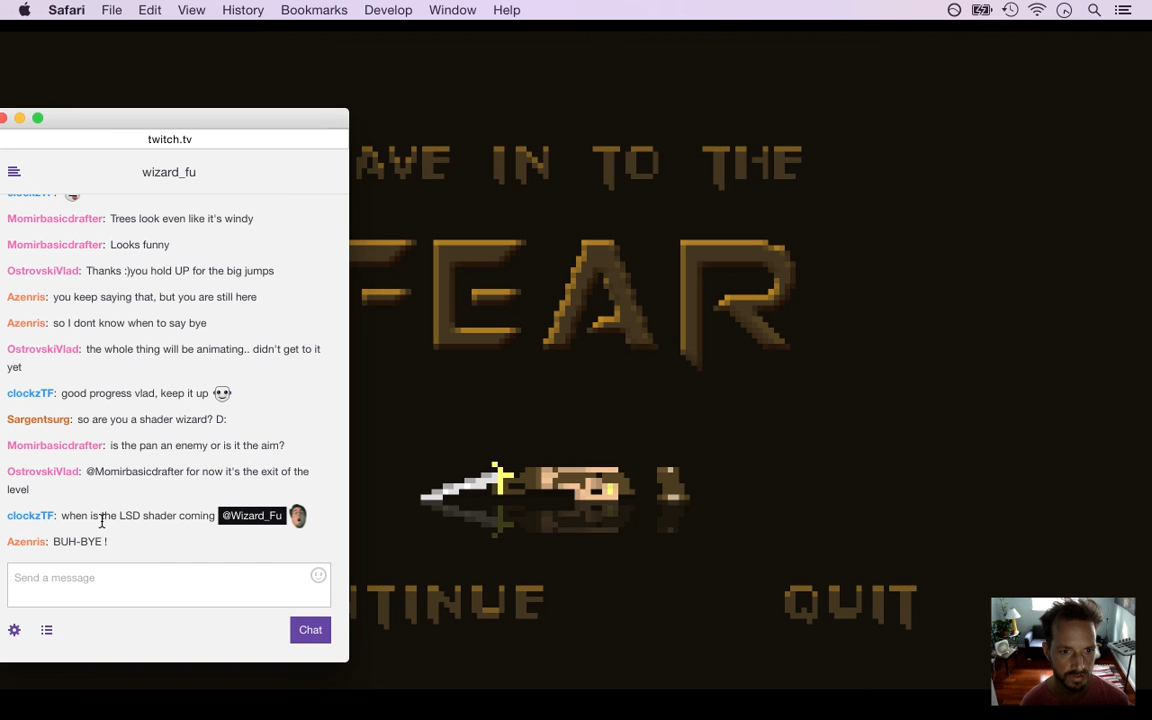 Safari File Edit View History Bookmarks Develop Window Help
twitch.tv
wizard_fu
clockzTF:
Momirbasicdrafter: Trees look even like it's windy
Momirbasicdrafter: Looks funny
OstrovskiVlad: Thanks :)you hold UP for the big jumps
Azenris: you keep saying that, but you are still here
Azenris: so I dont know when to say bye
OstrovskiVlad: the whole thing will be animating.. didn't get to it
yet
clockzTF: good progress vlad, keep it up
Sargentsurg: so are you a shader wizard? D:
Momirbasicdrafter: is the pan an enemy or is it the aim?
OstrovskiVlad: @Momirbasicdrafter for now it's the exit of the
level
clockzTF: when is the LSD shader coming @Wizard_Fu
Azenris: BUH-BYE !
Send a message
Chat
AVE IN TO THE
FEAR
NTINUE QUIT